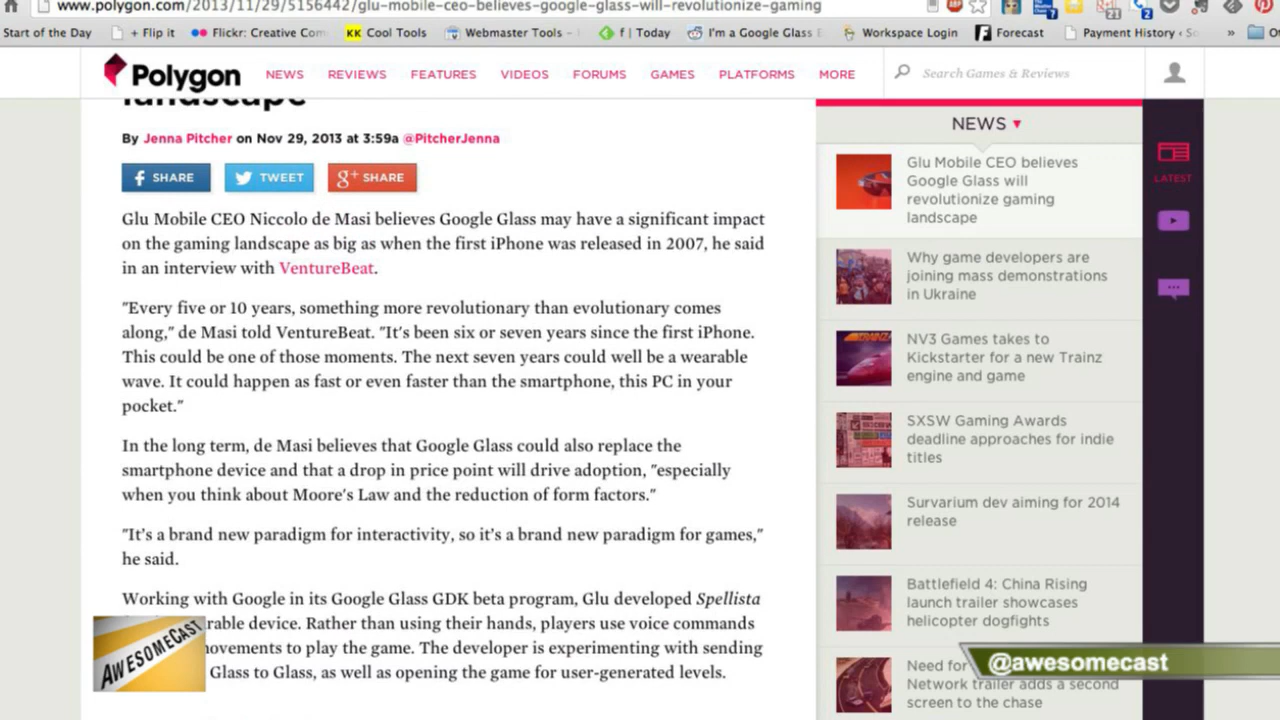 www.polygon.com/2013/11/29/5156442/glu-mobile-ceo-believes-google-glass-will-revolutionize-gaming
Start of the Day
+ Flip it
Flickr: Creative Com
KK Cool Tools
Webmaster Tools -
f | Today
I'm a Google Glass E
Workspace Login
Forecast
Payment History ‹ So
»
7
21
2
Polygon
NEWS
REVIEWS
FEATURES
VIDEOS
FORUMS
GAMES
PLATFORMS
MORE
Search Games & Reviews
landscape
By Jenna Pitcher on Nov 29, 2013 at 3:59a @PitcherJenna
SHARE
TWEET
g+ SHARE
Glu Mobile CEO Niccolo de Masi believes Google Glass may have a significant impact
on the gaming landscape as big as when the first iPhone was released in 2007, he said
in an interview with VentureBeat.
"Every five or 10 years, something more revolutionary than evolutionary comes
along," de Masi told VentureBeat. "It's been six or seven years since the first iPhone.
This could be one of those moments. The next seven years could well be a wearable
wave. It could happen as fast or even faster than the smartphone, this PC in your
pocket."
In the long term, de Masi believes that Google Glass could also replace the
smartphone device and that a drop in price point will drive adoption, "especially
when you think about Moore's Law and the reduction of form factors."
"It's a brand new paradigm for interactivity, so it's a brand new paradigm for games,"
he said.
Working with Google in its Google Glass GDK beta program, Glu developed Spellista
rable device. Rather than using their hands, players use voice commands
ovements to play the game. The developer is experimenting with sending
Glass to Glass, as well as opening the game for user-generated levels.
AWESOMECAST
NEWS
Glu Mobile CEO believes
Google Glass will
revolutionize gaming
landscape
Why game developers are
joining mass demonstrations
in Ukraine
NV3 Games takes to
Kickstarter for a new Trainz
engine and game
SXSW Gaming Awards
deadline approaches for indie
titles
Survarium dev aiming for 2014
release
Battlefield 4: China Rising
launch trailer showcases
helicopter dogfights
Need for
Network trailer adds a second
screen to the chase
LATEST
@awesomecast